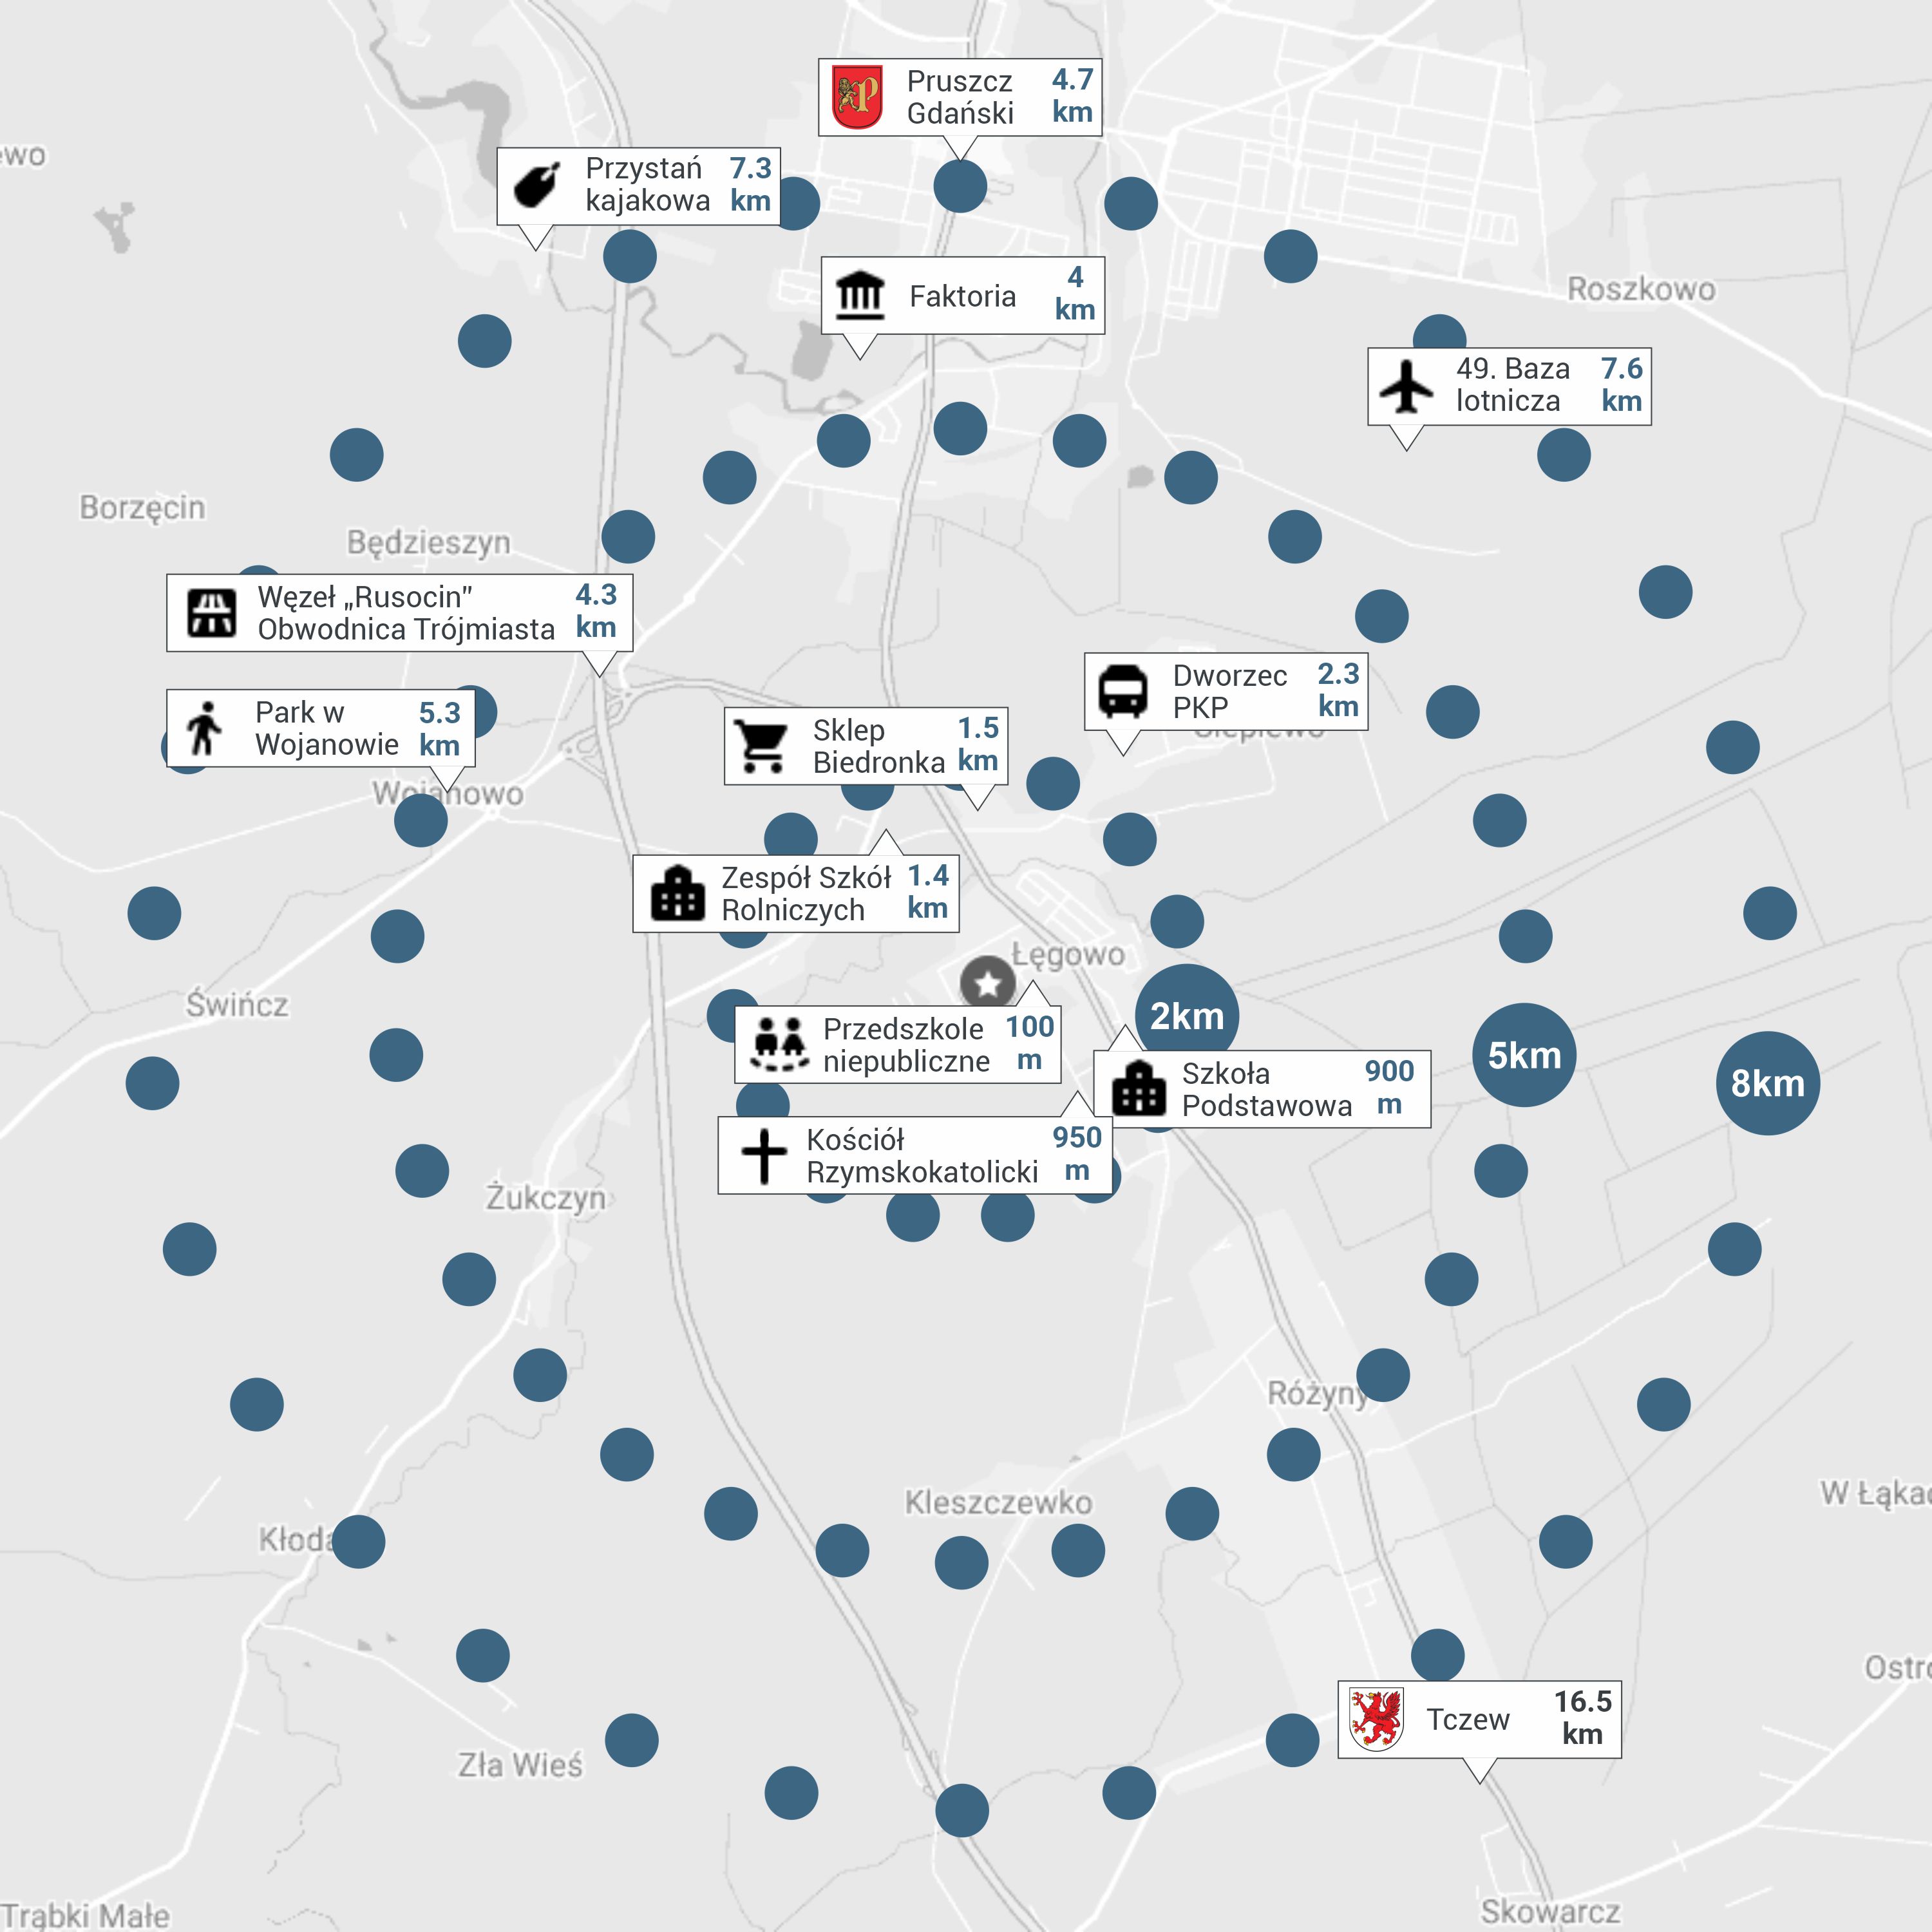 Pruszcz
Gdański
4.7
km
ewo
Przystań
kajakowa
7.3
km
Faktoria
4
km
Roszkowo
49. Baza
lotnicza
7.6
km
Borzęcin
Będzieszyn
Węzeł „Rusocin”
Obwodnica Trójmiasta
4.3
km
Dworzec
PKP
2.3
km
Park w
Wojanowie
5.3
km
Sklep
Biedronka
1.5
km
Wojanowo
Zespół Szkół
Rolniczych
1.4
km
Łęgowo
Świńcz
2km
Przedszkole
niepubliczne
100
m
5km
8km
Szkoła
Podstawowa
900
m
Kościół
Rzymskokatolicki
950
m
Żukczyn
Różyny
Kleszczewko
W Łąkac
Kłoda
Ostro
Tczew
16.5
km
Zła Wieś
Trąbki Małe
Skowarcz